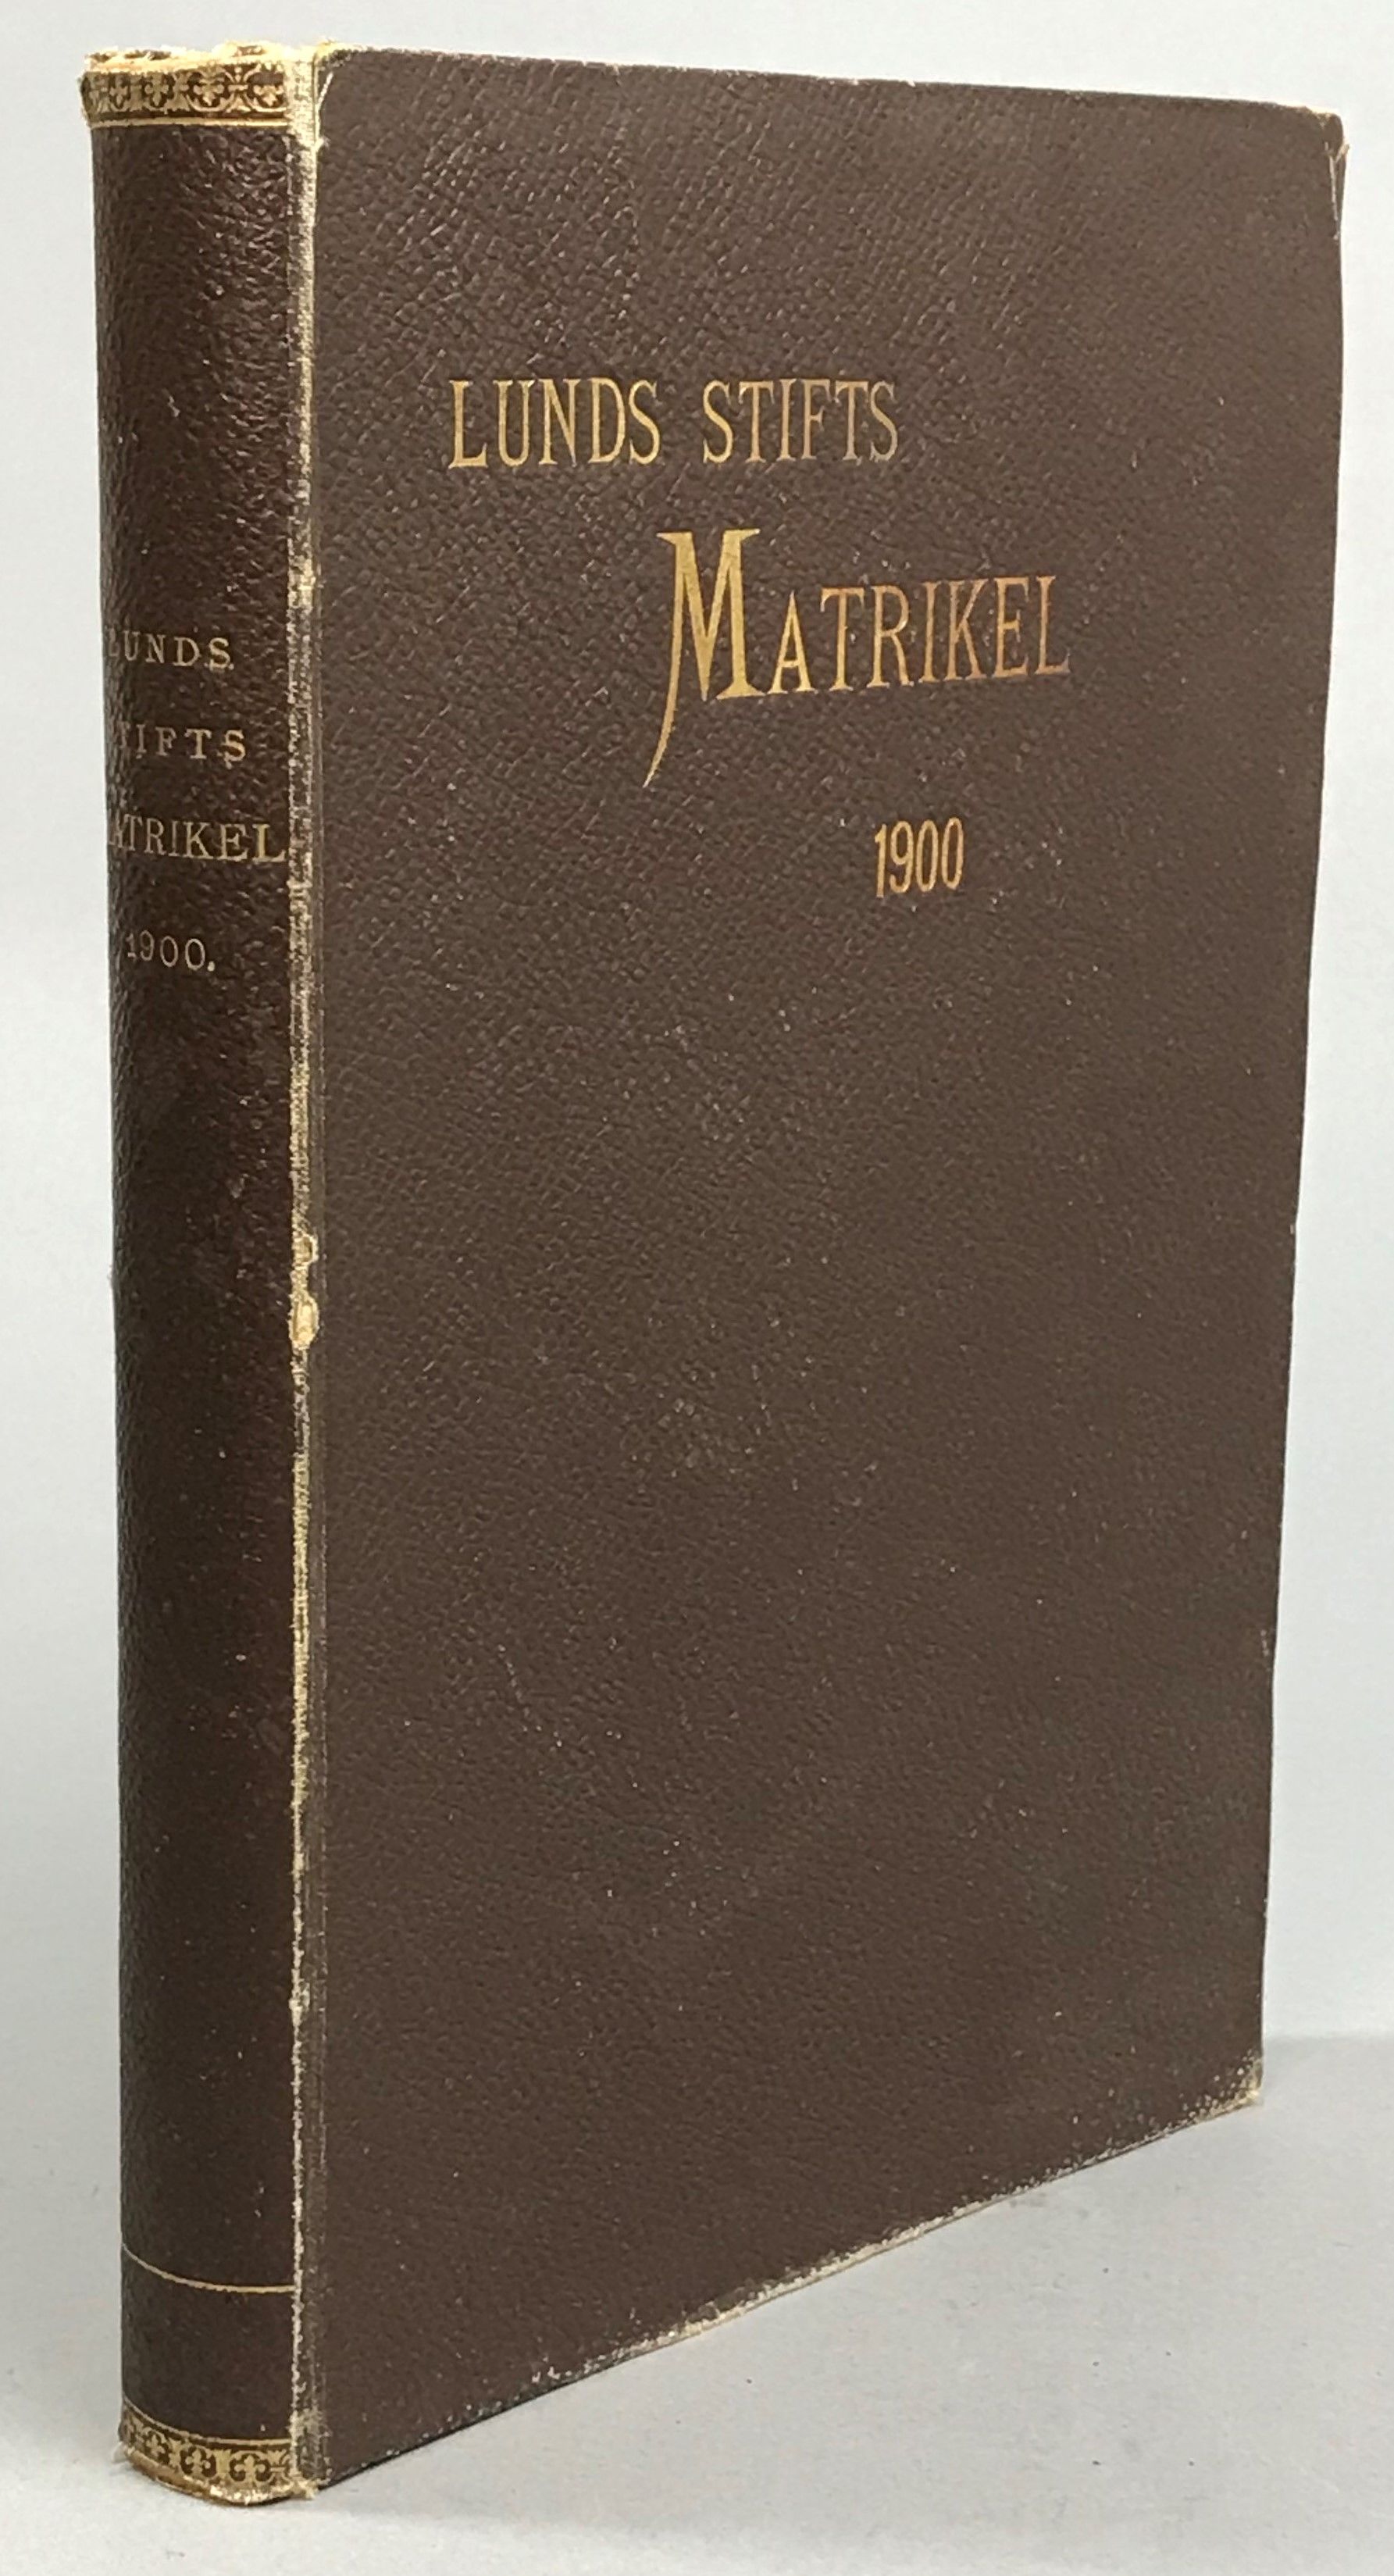 LUNDS STIFTS
MATRIKEL
1900
LUNDS
STIFTS
MATRIKEL
1900.